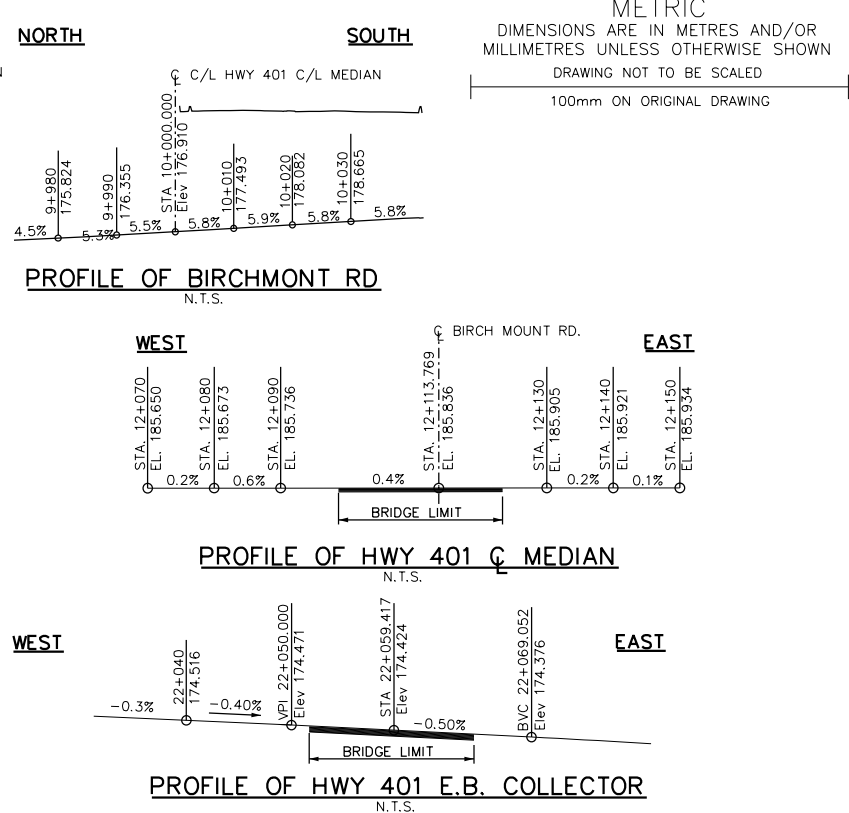 METRIC
DIMENSIONS ARE IN METRES AND/OR
MILLIMETRES UNLESS OTHERWISE SHOWN
DRAWING NOT TO BE SCALED
100mm ON ORIGINAL DRAWING
NORTH
SOUTH
℄ C/L HWY 401 C/L MEDIAN
9+980
175.824
9+990
176.355
STA 10+000.000
Elev 176.910
10+010
177.493
10+020
178.082
10+030
178.665
4.5%
5.3%
5.5%
5.8%
5.9%
5.8%
5.8%
PROFILE OF BIRCHMONT RD
N.T.S.
WEST
℄ BIRCH MOUNT RD.
EAST
STA. 12+070
EL. 185.650
STA. 12+080
EL. 185.673
STA. 12+090
EL. 185.736
STA. 12+113.769
EL. 185.836
STA. 12+130
EL. 185.905
STA. 12+140
EL. 185.921
STA. 12+150
EL. 185.934
0.2%
0.6%
0.4%
0.2%
0.1%
BRIDGE LIMIT
PROFILE OF HWY 401 ℄ MEDIAN
N.T.S.
WEST
EAST
22+040
174.516
VPI 22+050.000
Elev 174.471
STA 22+059.417
Elev 174.424
BVC 22+069.052
Elev 174.376
-0.3%
-0.40%
-0.50%
BRIDGE LIMIT
PROFILE OF HWY 401 E.B. COLLECTOR
N.T.S.